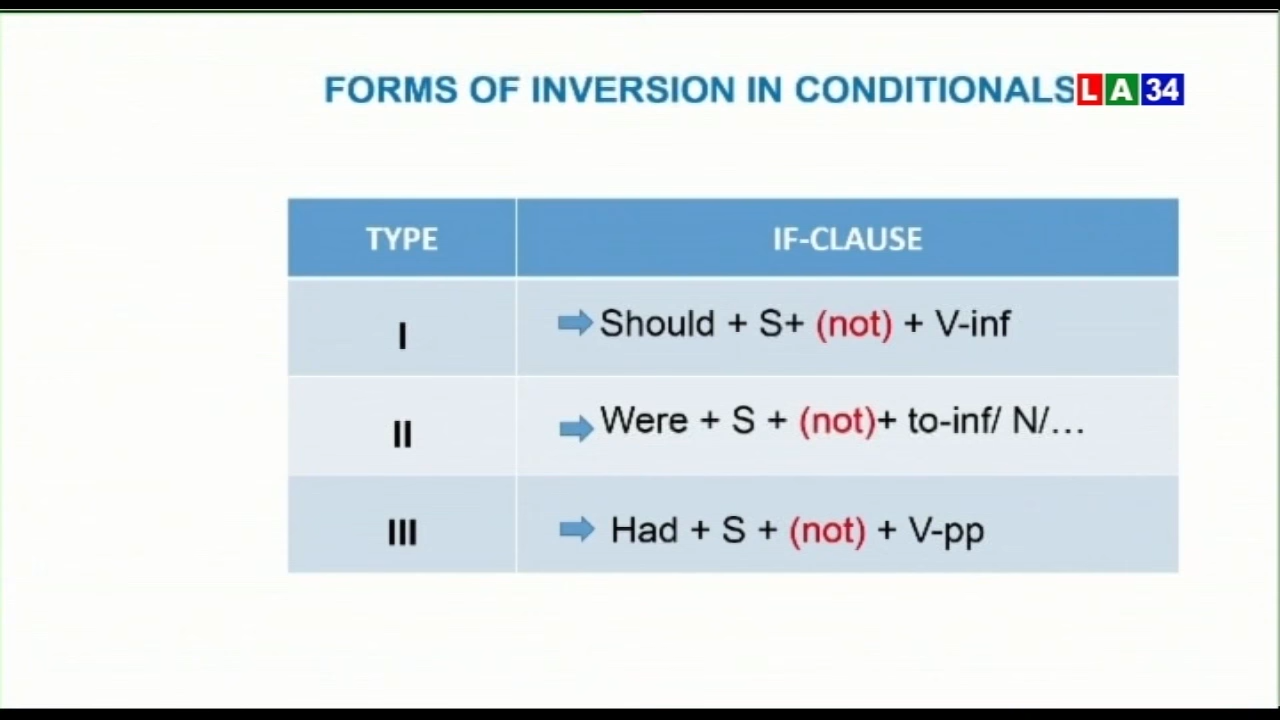 FORMS OF INVERSION IN CONDITIONALS LA34
TYPE IF-CLAUSE
I Should + S+ (not) + V-inf
II Were + S + (not)+ to-inf/ N/...
III Had + S + (not) + V-pp